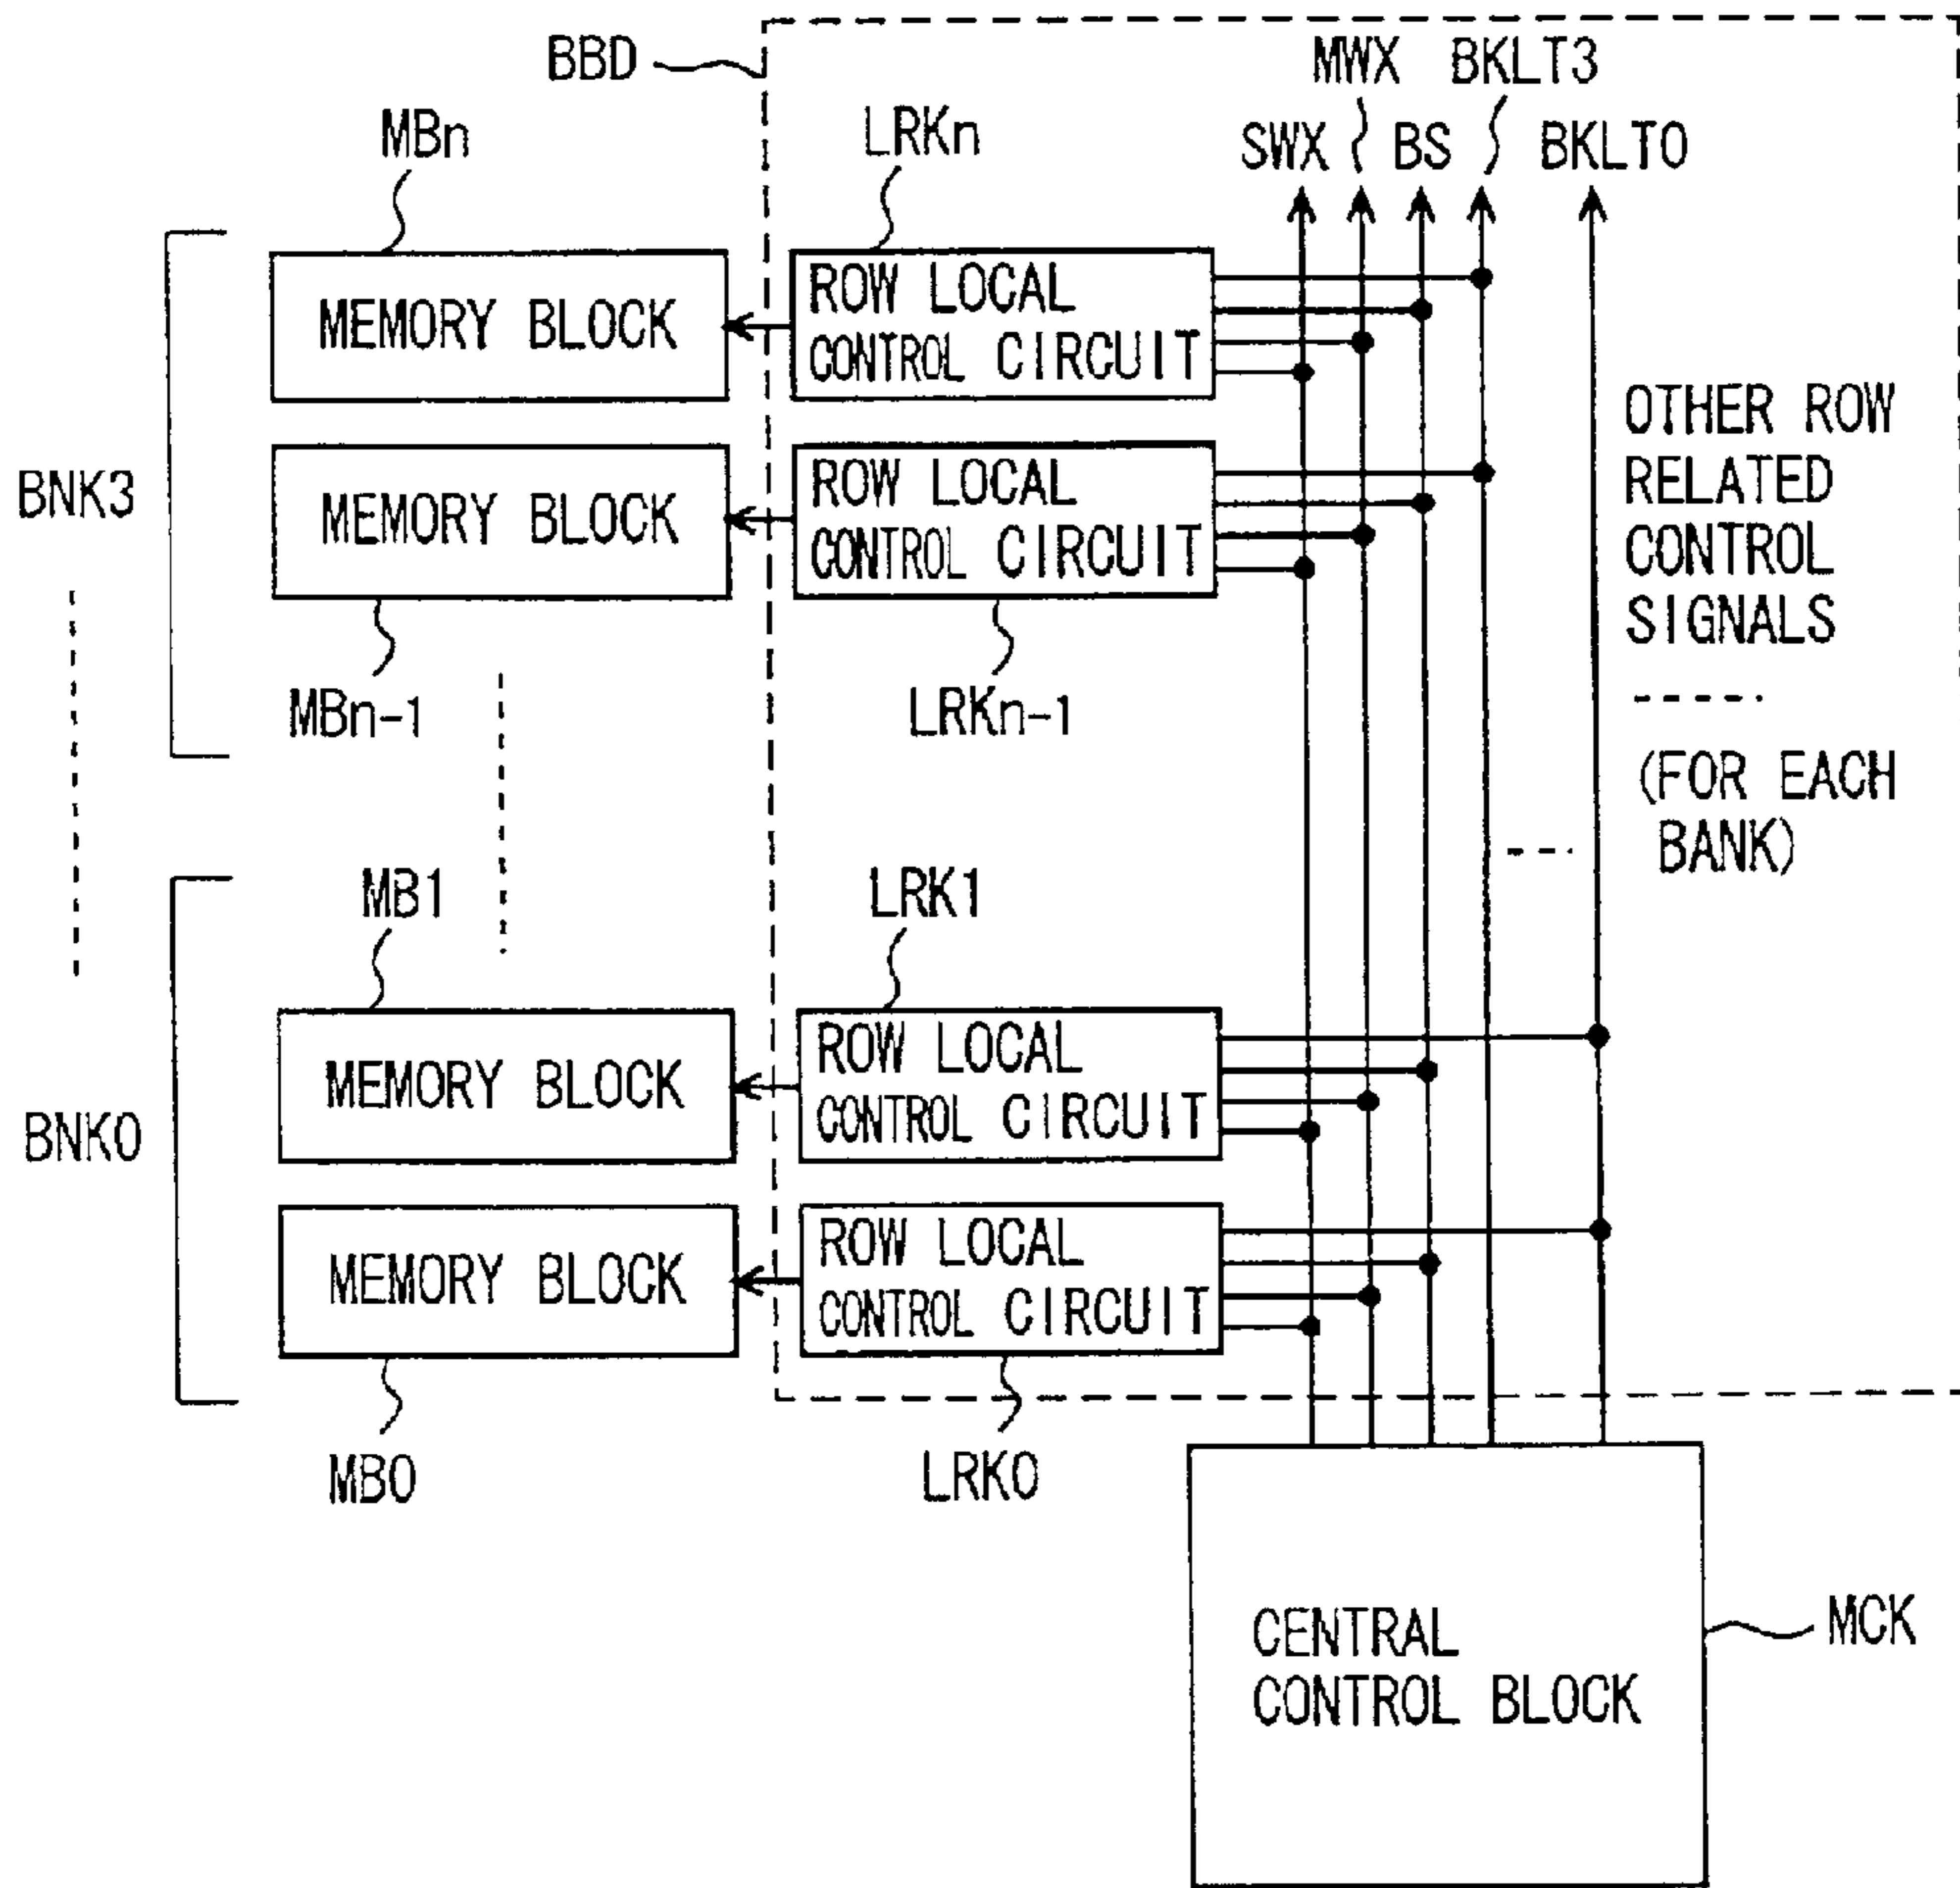 BBD
MWX BKLT3
MBn
LRKn
SWX BS BKLT0
MEMORY BLOCK
ROW LOCAL
CONTROL CIRCUIT
OTHER ROW
RELATED
CONTROL
SIGNALS
(FOR EACH
BANK)
BNK3
MEMORY BLOCK
ROW LOCAL
CONTROL CIRCUIT
MBn-1
LRKn-1
MB1
LRK1
BNK0
MEMORY BLOCK
ROW LOCAL
CONTROL CIRCUIT
MEMORY BLOCK
ROW LOCAL
CONTROL CIRCUIT
MB0
LRK0
CENTRAL
CONTROL BLOCK
MCK